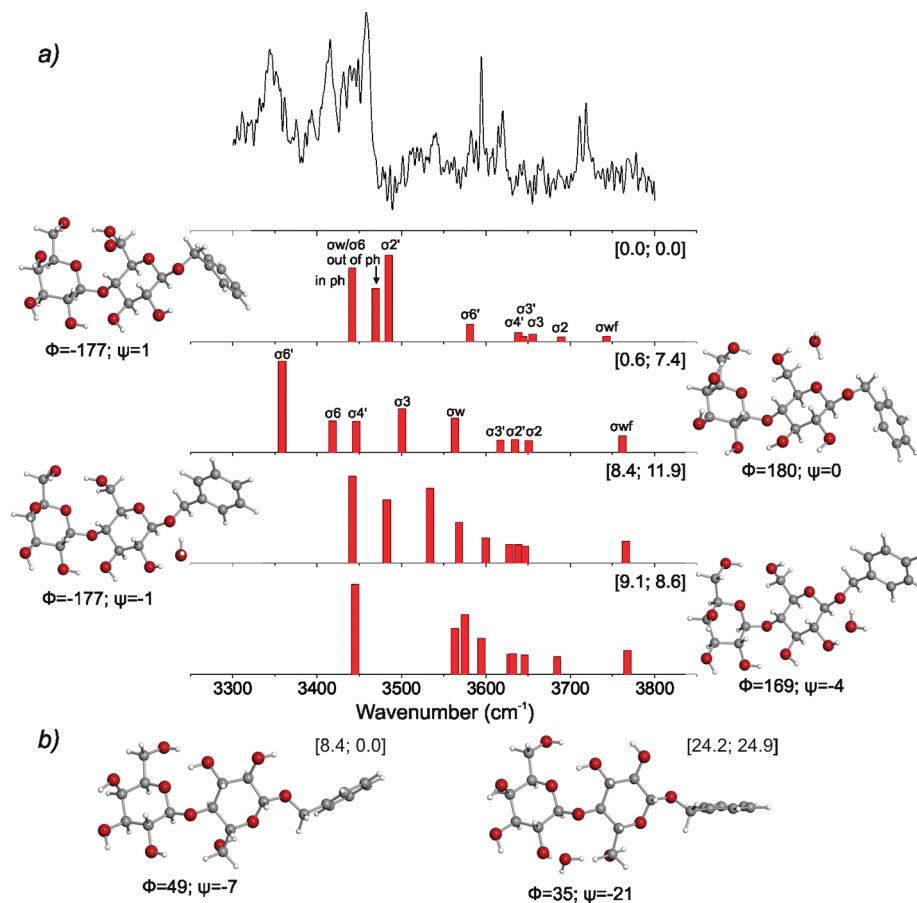 a)
[0.0; 0.0]
σw/σ6
σ2'
out of ph
in ph
σ6'
σ3'
σ4'
σ3
σ2
σwf
Φ=-177; ψ=1
[0.6; 7.4]
σ6'
σ6
σ4'
σ3
σw
σ3'
σ2'
σ2
σwf
Φ=180; ψ=0
[8.4; 11.9]
Φ=-177; ψ=-1
[9.1; 8.6]
Φ=169; ψ=-4
3300 3400 3500 3600 3700 3800
Wavenumber (cm⁻¹)
b)
[8.4; 0.0]
[24.2; 24.9]
Φ=49; ψ=-7
Φ=35; ψ=-21